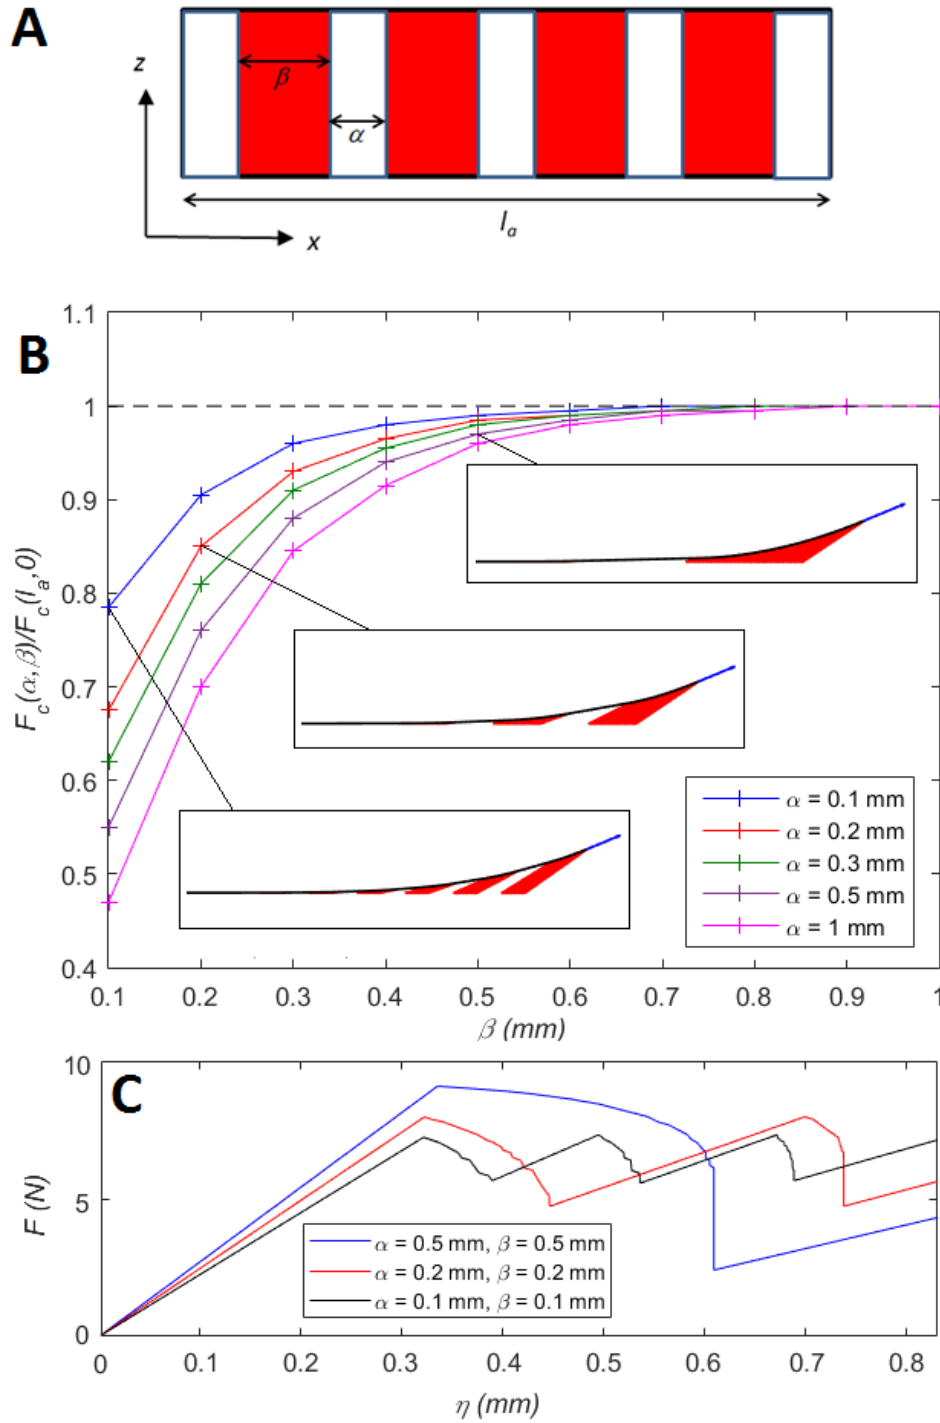 A
z
β
α
l_a
x
B
1.1
1
0.9
0.8
0.7
0.6
0.5
0.4
F_c(α,β)/F_c(l_a,0)
α = 0.1 mm
α = 0.2 mm
α = 0.3 mm
α = 0.5 mm
α = 1 mm
0.1 0.2 0.3 0.4 0.5 0.6 0.7 0.8 0.9 1
β (mm)
C
10
5
0
F (N)
α = 0.5 mm, β = 0.5 mm
α = 0.2 mm, β = 0.2 mm
α = 0.1 mm, β = 0.1 mm
0 0.1 0.2 0.3 0.4 0.5 0.6 0.7 0.8
η (mm)